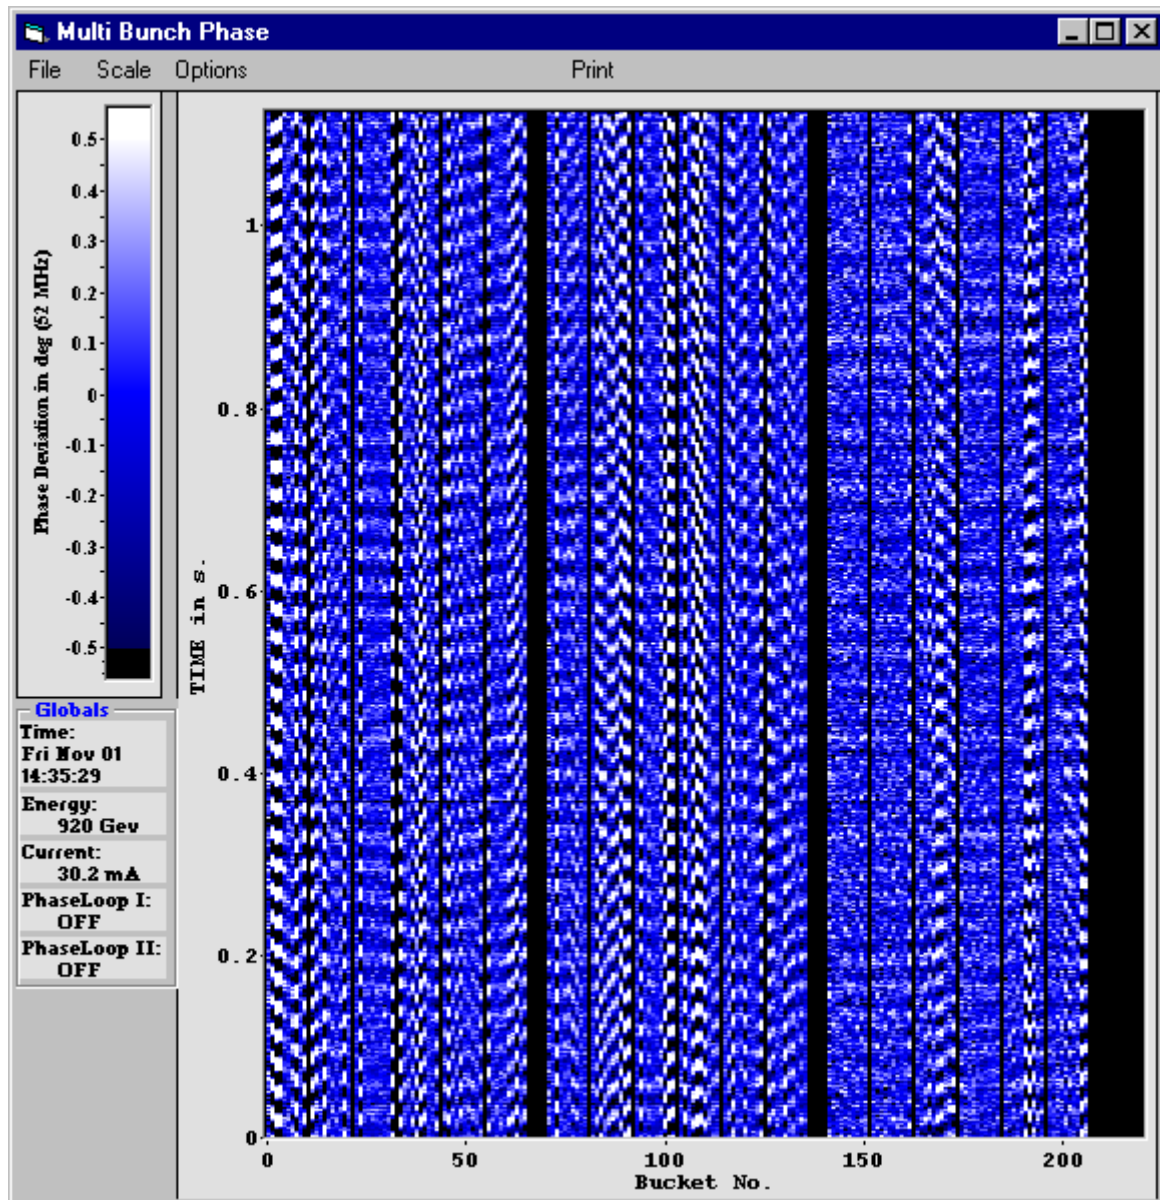 Multi Bunch Phase
File Scale Options Print
Phase Deviation in deg (52 MHz)
0.5
0.4
0.3
0.2
0.1
0
-0.1
-0.2
-0.3
-0.4
-0.5
TIME in s.
1
0.8
0.6
0.4
0.2
0
0 50 100 150 200
Bucket No.
Globals
Time:
Fri Nov 01
14:35:29
Energy:
920 Gev
Current:
30.2 mA
PhaseLoop I:
OFF
PhaseLoop II:
OFF